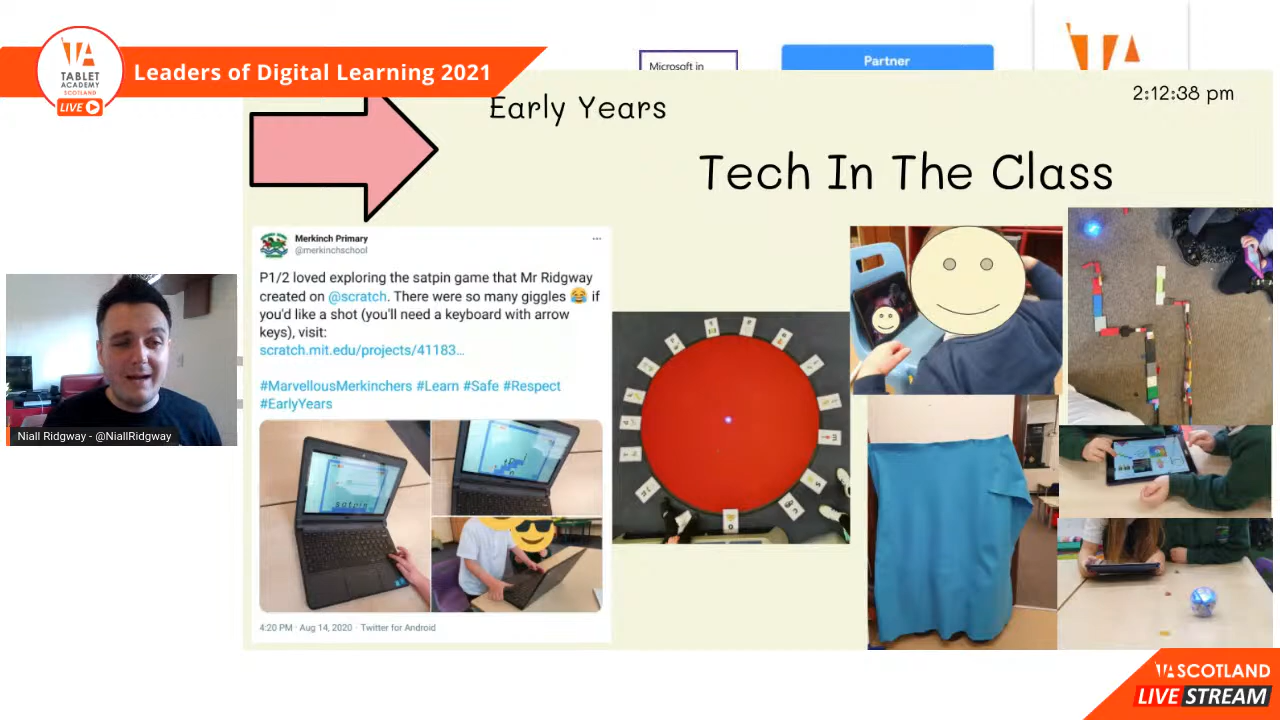 TABLET
ACADEMY
SCOTLAND
LIVE
Leaders of Digital Learning 2021
Microsoft in
Partner
TA
Early Years
2:12:38 pm
Tech In The Class
Merkinch Primary
@merkinchschool
P1/2 loved exploring the satpin game that Mr Ridgway
created on @scratch. There were so many giggles 😂 if
you'd like a shot (you'll need a keyboard with arrow
keys), visit:
scratch.mit.edu/projects/41183...
#MarvellousMerkinchers #Learn #Safe #Respect
#EarlyYears
satpin
4:20 PM · Aug 14, 2020 · Twitter for Android
Niall Ridgway - @NiallRidgway
TA SCOTLAND
LIVE STREAM